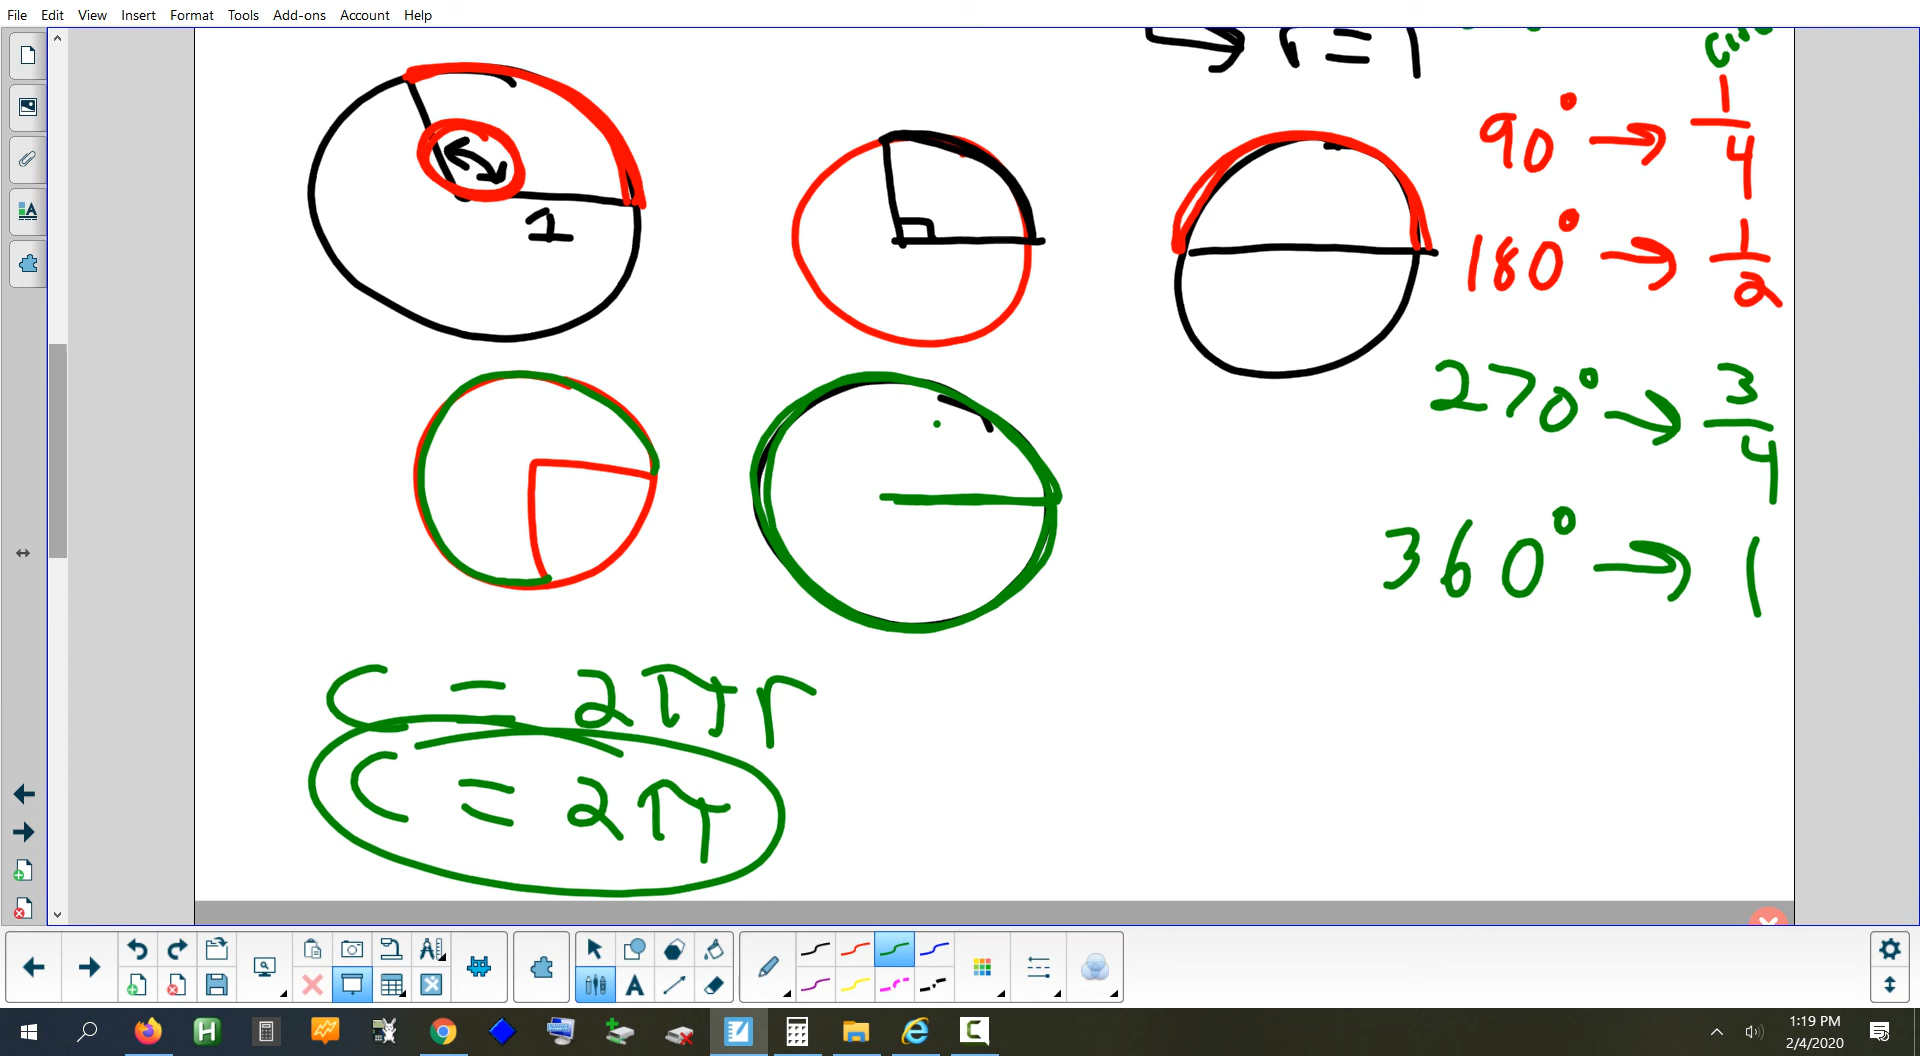 File Edit View Insert Format Tools Add-ons Account Help
r = 1
90° → 1/4
1
180° → 1/2
270° → 3/4
360° → 1
C = 2πr
C = 2π
1:19 PM
2/4/2020